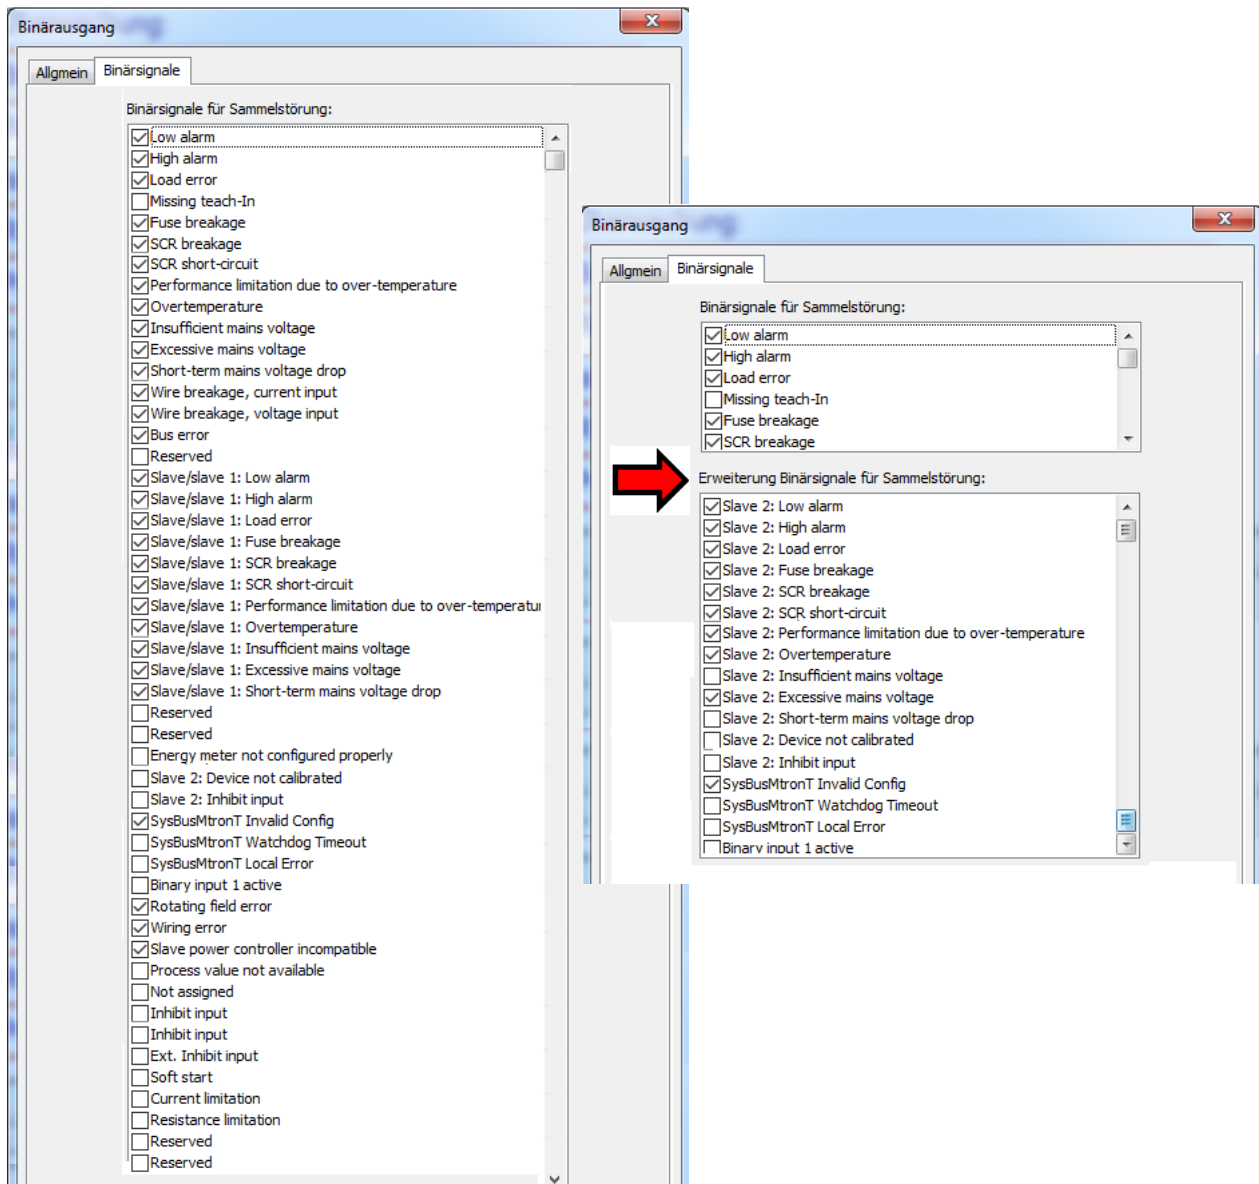 Binärausgang
Allgmein
Binärsignale
Binärsignale für Sammelstörung:
Low alarm
High alarm
Load error
Missing teach-In
Fuse breakage
SCR breakage
SCR short-circuit
Performance limitation due to over-temperature
Overtemperature
Insufficient mains voltage
Excessive mains voltage
Short-term mains voltage drop
Wire breakage, current input
Wire breakage, voltage input
Bus error
Reserved
Slave/slave 1: Low alarm
Slave/slave 1: High alarm
Slave/slave 1: Load error
Slave/slave 1: Fuse breakage
Slave/slave 1: SCR breakage
Slave/slave 1: SCR short-circuit
Slave/slave 1: Performance limitation due to over-temperatur
Slave/slave 1: Overtemperature
Slave/slave 1: Insufficient mains voltage
Slave/slave 1: Excessive mains voltage
Slave/slave 1: Short-term mains voltage drop
Reserved
Reserved
Energy meter not configured properly
Slave 2: Device not calibrated
Slave 2: Inhibit input
SysBusMtronT Invalid Config
SysBusMtronT Watchdog Timeout
SysBusMtronT Local Error
Binary input 1 active
Rotating field error
Wiring error
Slave power controller incompatible
Process value not available
Not assigned
Inhibit input
Inhibit input
Ext. Inhibit input
Soft start
Current limitation
Resistance limitation
Reserved
Reserved
Binärausgang
Allgmein
Binärsignale
Binärsignale für Sammelstörung:
Low alarm
High alarm
Load error
Missing teach-In
Fuse breakage
SCR breakage
Erweiterung Binärsignale für Sammelstörung:
Slave 2: Low alarm
Slave 2: High alarm
Slave 2: Load error
Slave 2: Fuse breakage
Slave 2: SCR breakage
Slave 2: SCR short-circuit
Slave 2: Performance limitation due to over-temperature
Slave 2: Overtemperature
Slave 2: Insufficient mains voltage
Slave 2: Excessive mains voltage
Slave 2: Short-term mains voltage drop
Slave 2: Device not calibrated
Slave 2: Inhibit input
SysBusMtronT Invalid Config
SysBusMtronT Watchdog Timeout
SysBusMtronT Local Error
Binary input 1 active